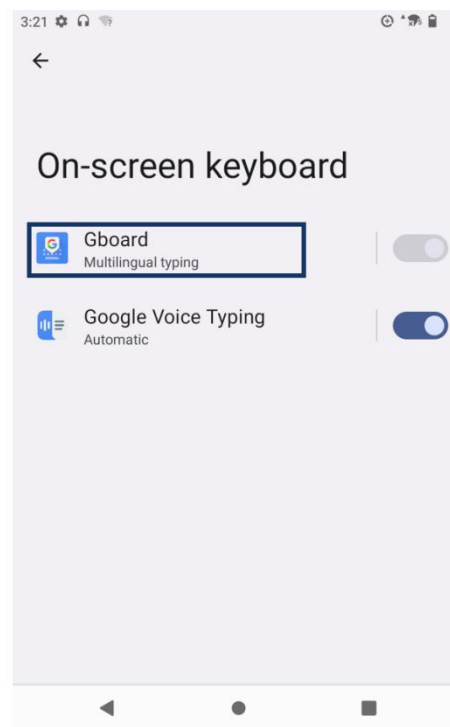 3:21
On-screen keyboard
Gboard
Multilingual typing
Google Voice Typing
Automatic